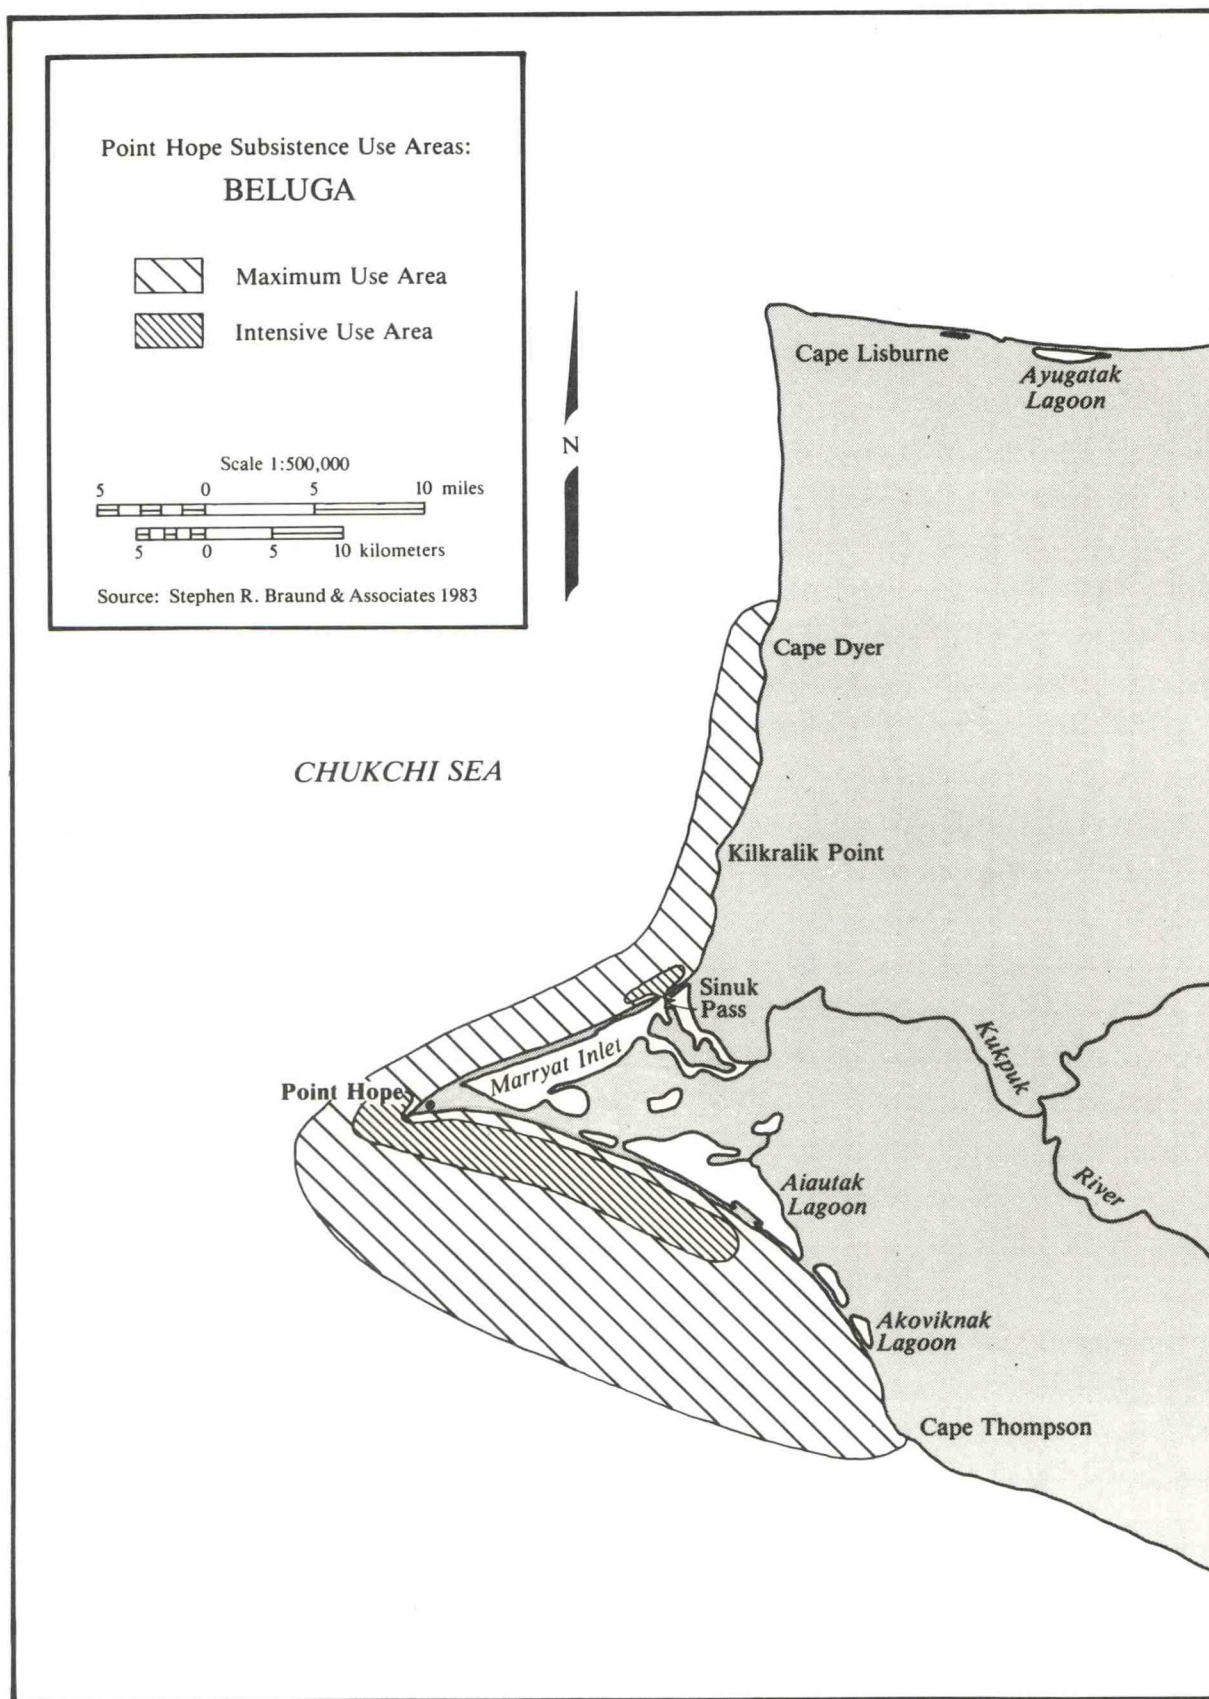 Point Hope Subsistence Use Areas:
BELUGA
Maximum Use Area
Intensive Use Area
Scale 1:500,000
5 0 5 10 miles
5 0 5 10 kilometers
Source: Stephen R. Braund & Associates 1983
N
Cape Lisburne
Ayugatak
Lagoon
Cape Dyer
CHUKCHI SEA
Kilkralik Point
Sinuk
Pass
Kukpuk
Marryat Inlet
Point Hope
River
Aiautak
Lagoon
Akoviknak
Lagoon
Cape Thompson